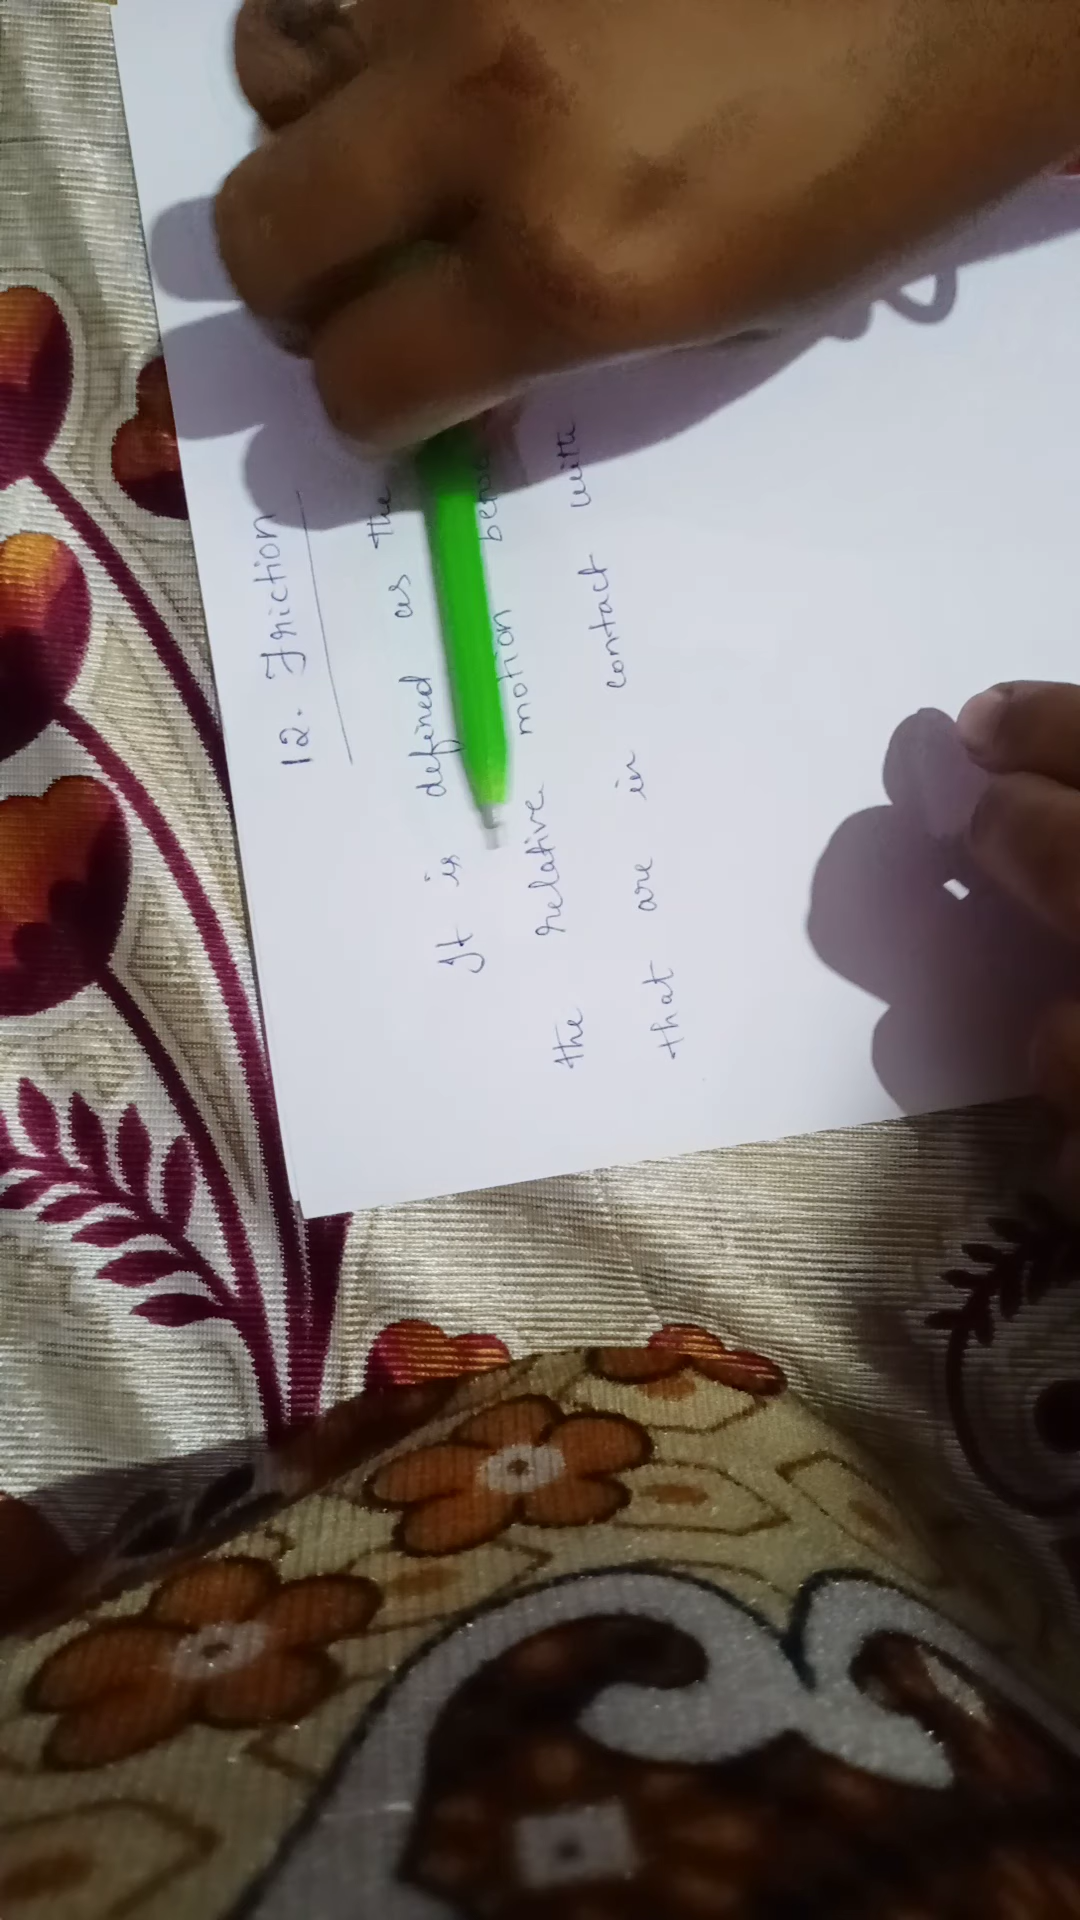 12. Friction
It is defined as the
the relative motion
that are in contact with